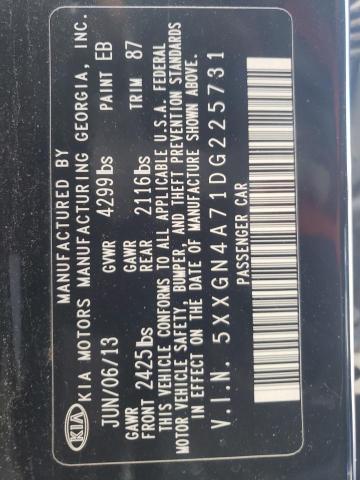 KIA
MANUFACTURED BY
KIA MOTORS MANUFACTURING GEORGIA, INC.
JUN/06/13 GVWR 4299lbs PAINT EB
GAWR FRONT 2425lbs GAWR REAR 2116lbs TRIM 87
THIS VEHICLE CONFORMS TO ALL APPLICABLE U.S.A. FEDERAL
MOTOR VEHICLE SAFETY, BUMPER, AND THEFT PREVENTION STANDARDS
IN EFFECT ON THE DATE OF MANUFACTURE SHOWN ABOVE.
V.I.N. 5XXGN4A71DG225731
PASSENGER CAR